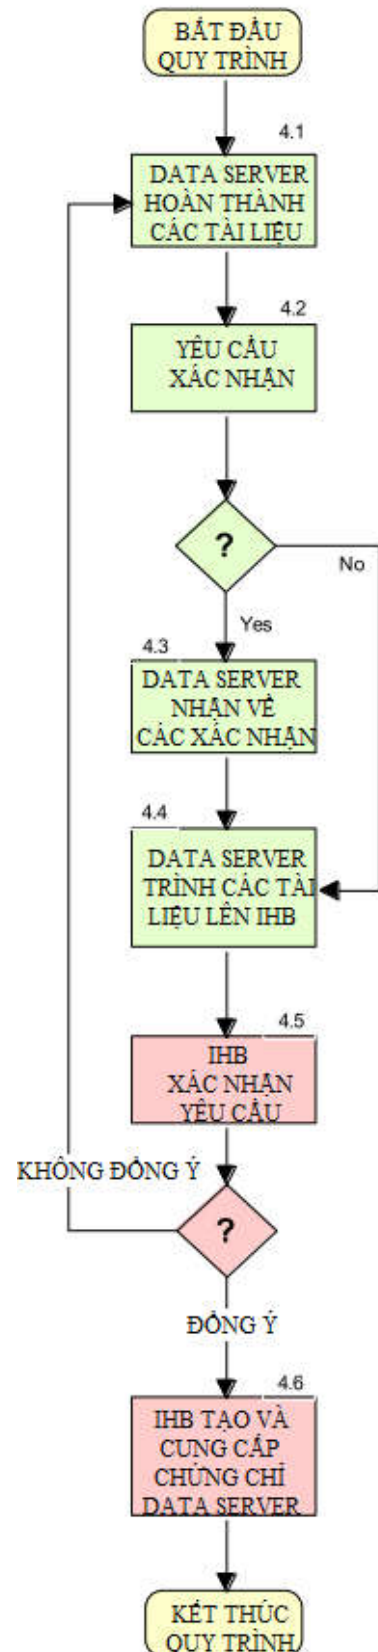 BẮT ĐẦU
QUY TRÌNH
4.1
DATA SERVER
HOÀN THÀNH
CÁC TÀI LIỆU
4.2
YÊU CẦU
XÁC NHẬN
?
No
Yes
4.3
DATA SERVER
NHẬN VỀ
CÁC XÁC NHẬN
4.4
DATA SERVER
TRÌNH CÁC TÀI
LIỆU LÊN IHB
4.5
IHB
XÁC NHẬN
YÊU CẦU
KHÔNG ĐỒNG Ý
?
ĐỒNG Ý
4.6
IHB TẠO VÀ
CUNG CẤP
CHỨNG CHỈ
DATA SERVER
KẾT THÚC
QUY TRÌNH